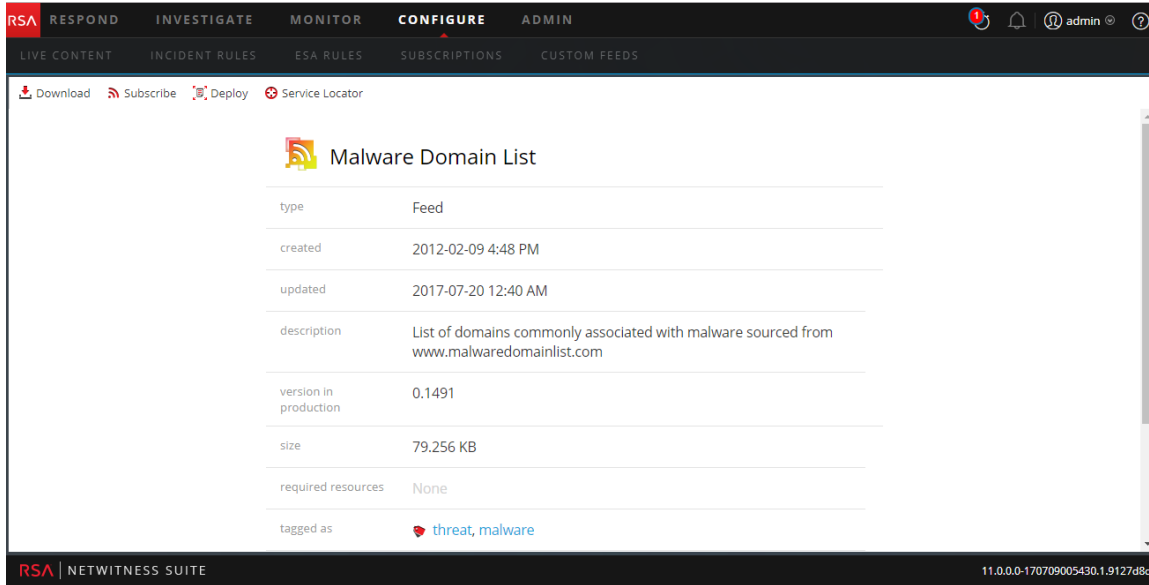 RSA RESPOND INVESTIGATE MONITOR CONFIGURE ADMIN 1 admin ?
LIVE CONTENT INCIDENT RULES ESA RULES SUBSCRIPTIONS CUSTOM FEEDS
Download Subscribe Deploy Service Locator
Malware Domain List
type Feed
created 2012-02-09 4:48 PM
updated 2017-07-20 12:40 AM
description List of domains commonly associated with malware sourced from
www.malwaredomainlist.com
version in 0.1491
production
size 79.256 KB
required resources None
tagged as threat, malware
RSA NETWITNESS SUITE 11.0.0.0-170709005430.1.9127d8d